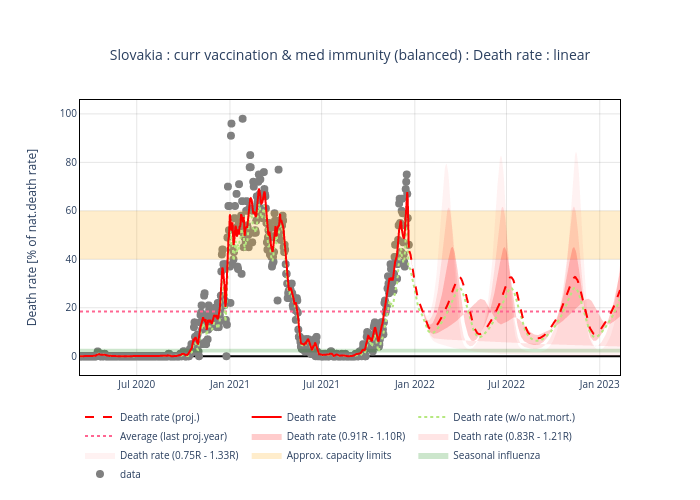 Slovakia : curr vaccination & med immunity (balanced) : Death rate : linear
Death rate [% of nat.death rate]
100
80
60
40
20
0
Jul 2020
Jan 2021
Jul 2021
Jan 2022
Jul 2022
Jan 2023
Death rate (proj.)
Death rate
Death rate (w/o nat.mort.)
Average (last proj.year)
Death rate (0.91R - 1.10R)
Death rate (0.83R - 1.21R)
Death rate (0.75R - 1.33R)
Approx. capacity limits
Seasonal influenza
data